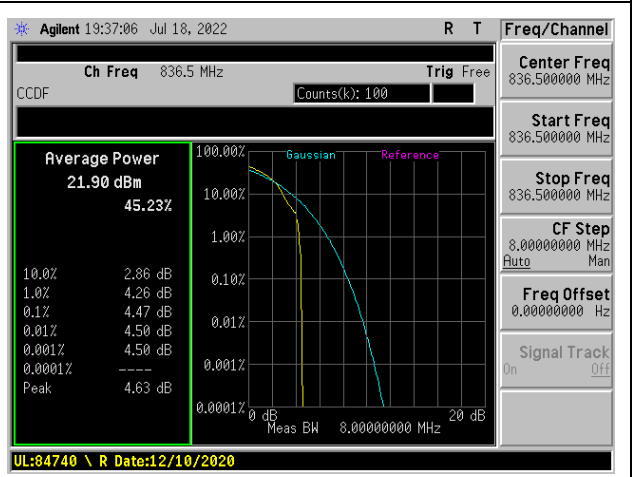 Agilent 19:37:06 Jul 18, 2022 R T
Freq/Channel
Ch Freq 836.5 MHz Trig Free
CCDF Counts(k): 100
Center Freq
836.500000 MHz
Start Freq
836.500000 MHz
Stop Freq
836.500000 MHz
CF Step
8.00000000 MHz
Auto Man
Freq Offset
0.00000000 Hz
Signal Track
On Off
Average Power
21.90 dBm
45.23%
10.0% 2.86 dB
1.0% 4.26 dB
0.1% 4.47 dB
0.01% 4.50 dB
0.001% 4.50 dB
0.0001% ----
Peak 4.63 dB
Gaussian Reference
100.00%
10.00%
1.00%
0.10%
0.01%
0.001%
0.0001%
0 dB 20 dB
Meas BW 8.00000000 MHz
UL:84740 \ R Date:12/10/2020